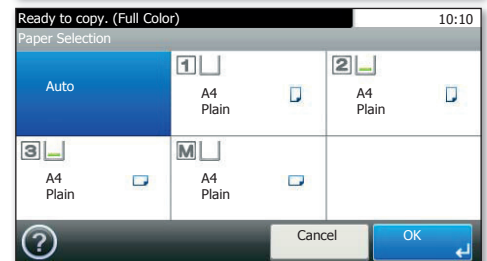 Ready to copy. (Full Color) 10:10
Paper Selection
Auto
1
A4
Plain
2
A4
Plain
3
A4
Plain
M
A4
Plain
?
Cancel
OK